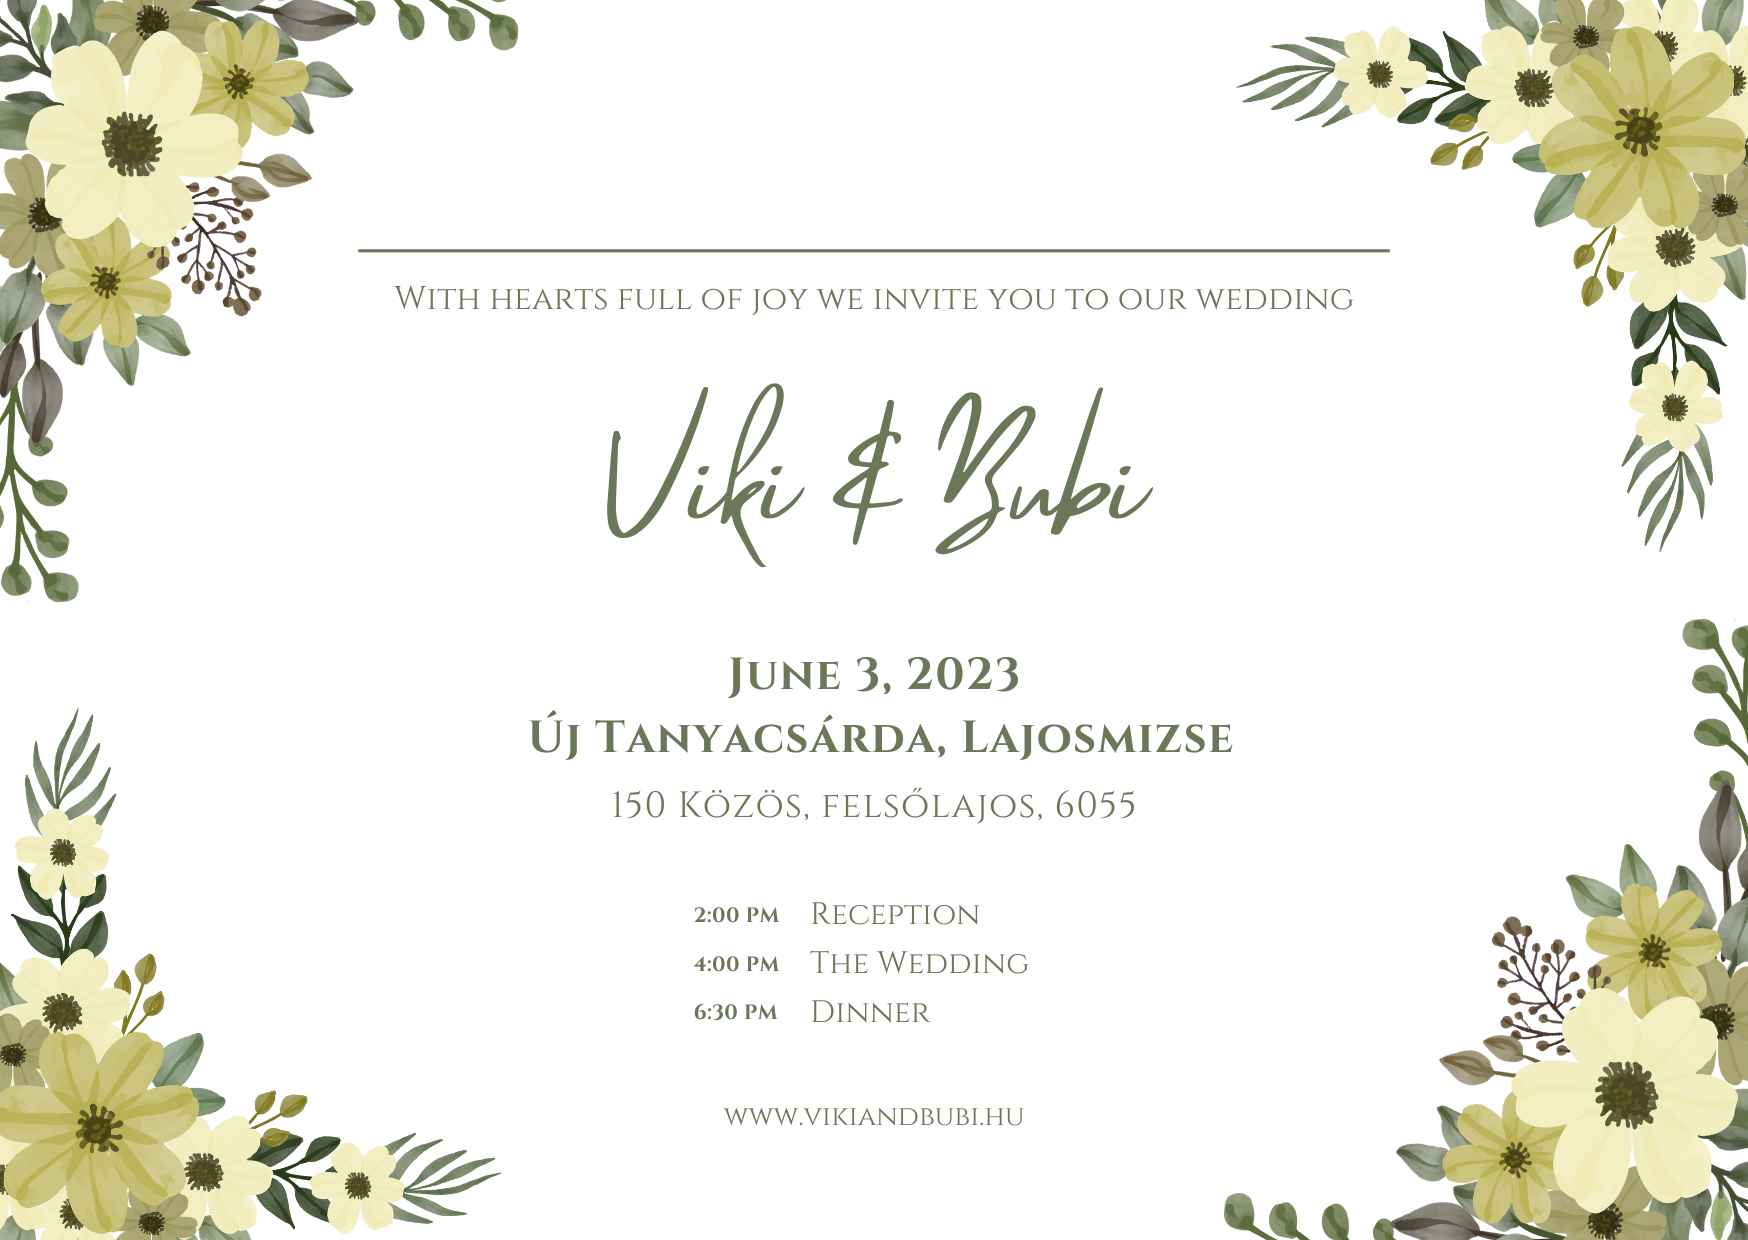 With hearts full of joy we invite you to our wedding
Viki & Bubi
June 3, 2023
Új Tanyacsárda, Lajosmizse
150 Közös, felsőlajos, 6055
2:00 PM Reception
4:00 PM The Wedding
6:30 PM Dinner
www.vikiandbubi.hu